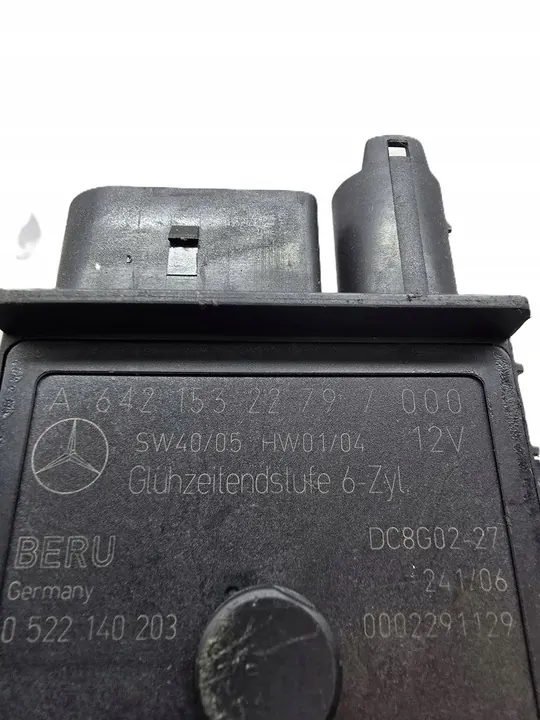 A 642 153 22 79 / 000
SW40/05 HW01/04 12V
Glühzeitendstufe 6-Zyl.
BERU DC8G02-27
Germany 241/06
0 522 140 203 0002291129